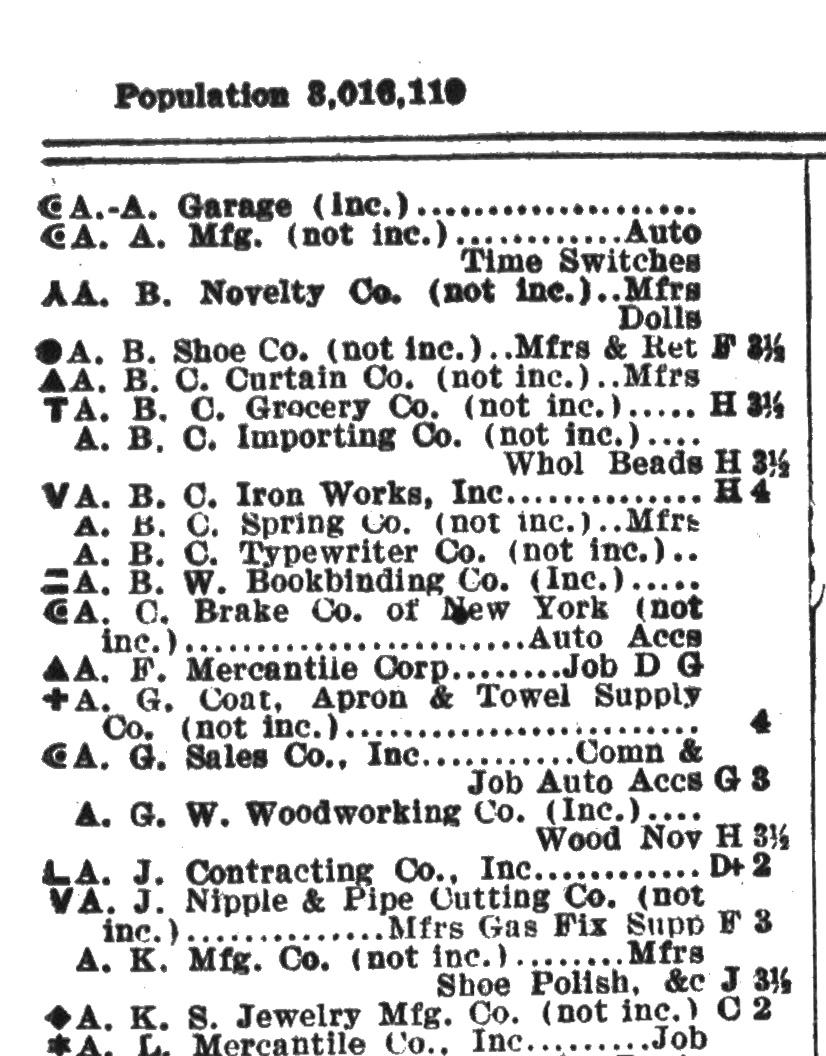 Population 8,016,110
☾A.-A. Garage (inc.)......................
☾A. A. Mfg. (not inc.)............Auto
Time Switches
⅄A. B. Novelty Co. (not inc.)..Mfrs
Dolls
●A. B. Shoe Co. (not inc.)..Mfrs & Ret F 3½
▲A. B. C. Curtain Co. (not inc.)..Mfrs
TA. B. C. Grocery Co. (not inc.)..... H 3½
A. B. C. Importing Co. (not inc.)....
Whol Beads H 3½
VA. B. C. Iron Works, Inc.............. H 4
A. B. C. Spring Co. (not inc.)..Mfrs
A. B. C. Typewriter Co. (not inc.)..
=A. B. W. Bookbinding Co. (Inc.).....
☾A. C. Brake Co. of New York (not
inc.)........................Auto Accs
▲A. F. Mercantile Corp........Job D G
+A. G. Coat, Apron & Towel Supply
Co. (not inc.)......................... 4
☾A. G. Sales Co., Inc...........Comn &
Job Auto Accs G 3
A. G. W. Woodworking Co. (Inc.)....
Wood Nov H 3½
LA. J. Contracting Co., Inc............ D+ 2
VA. J. Nipple & Pipe Cutting Co. (not
inc.)..............Mfrs Gas Fix Supp F 3
A. K. Mfg. Co. (not inc.)........Mfrs
Shoe Polish, &c J 3½
◆A. K. S. Jewelry Mfg. Co. (not inc.) C 2
*A. L. Mercantile Co., Inc.........Job